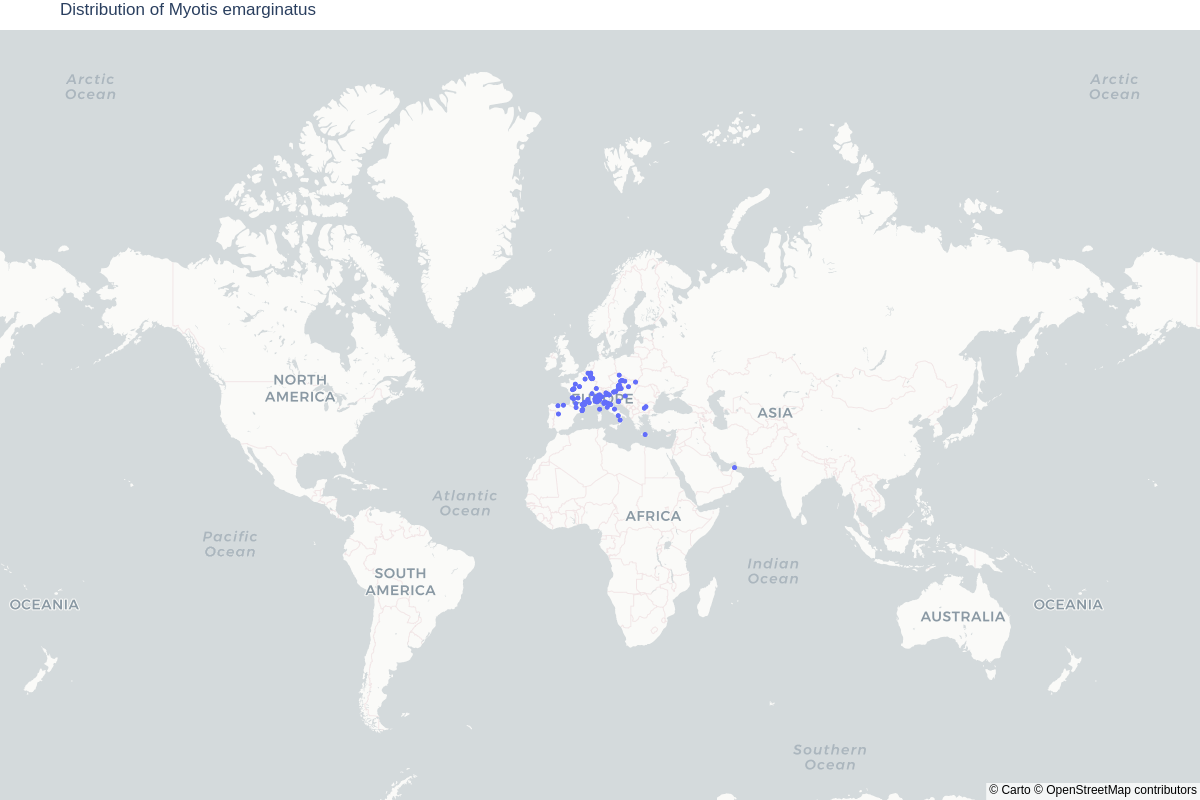 Distribution of Myotis emarginatus
Arctic
Ocean
Arctic
Ocean
NORTH
AMERICA
EUROPE
ASIA
Atlantic
Ocean
AFRICA
Pacific
Ocean
Indian
Ocean
SOUTH
AMERICA
OCEANIA
AUSTRALIA
OCEANIA
Southern
Ocean
© Carto © OpenStreetMap contributors